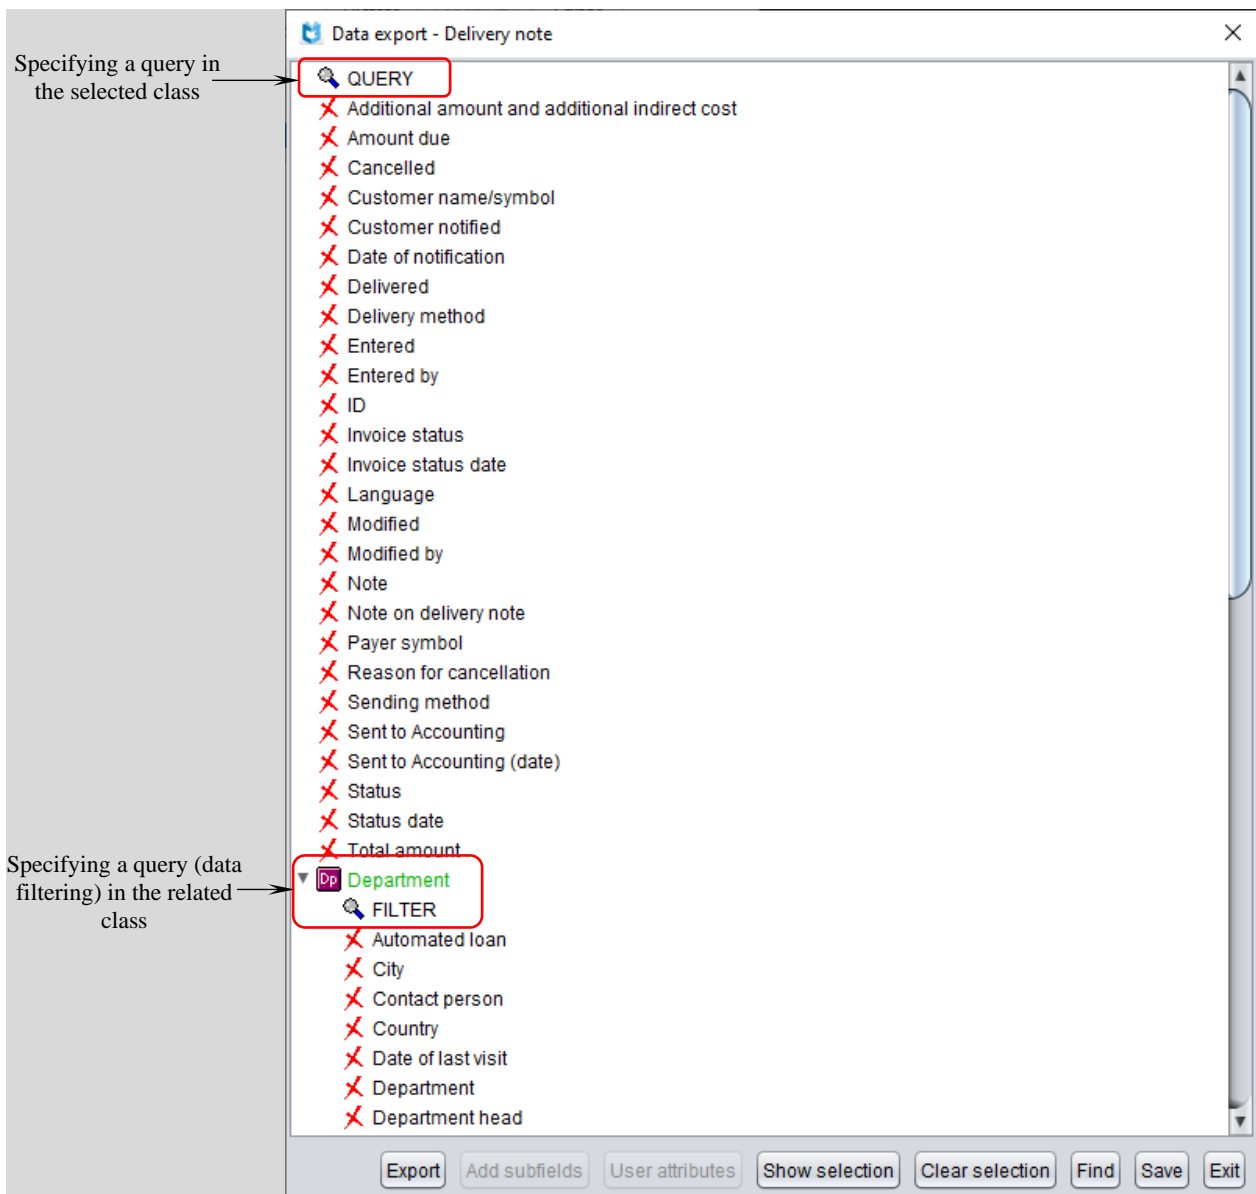 Data export - Delivery note
Specifying a query in
the selected class
QUERY
Additional amount and additional indirect cost
Amount due
Cancelled
Customer name/symbol
Customer notified
Date of notification
Delivered
Delivery method
Entered
Entered by
ID
Invoice status
Invoice status date
Language
Modified
Modified by
Note
Note on delivery note
Payer symbol
Reason for cancellation
Sending method
Sent to Accounting
Sent to Accounting (date)
Status
Status date
Total amount
Specifying a query (data
filtering) in the related
class
Dp Department
FILTER
Automated loan
City
Contact person
Country
Date of last visit
Department
Department head
Export Add subfields User attributes Show selection Clear selection Find Save Exit